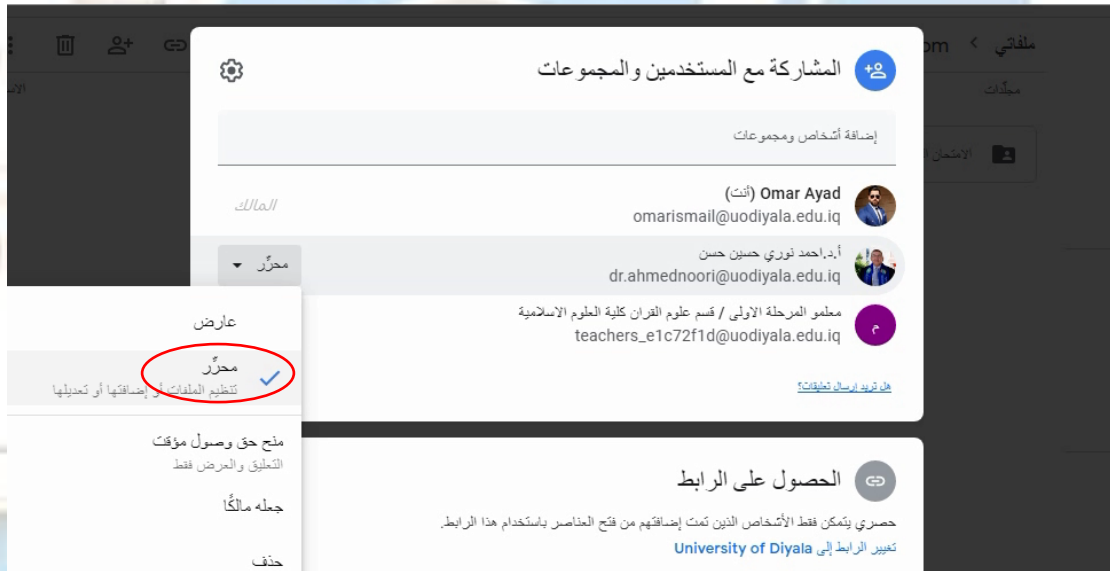 ملفاتي
om
مجلّدات
الامتحان ا
المشاركة مع المستخدمين والمجموعات
إضافة أشخاص ومجموعات
Omar Ayad (أنت)
omarismail@uodiyala.edu.iq
المالك
أ.د.احمد نوري حسين حسن
dr.ahmednoori@uodiyala.edu.iq
محرِّر
معلمو المرحلة الاولى / قسم علوم القران كلية العلوم الاسلامية
teachers_e1c72f1d@uodiyala.edu.iq
م
هل تريد إرسال تعليقات؟
عارض
محرِّر
تنظيم الملفات أو إضافتها أو تعديلها
منح حق وصول مؤقت
التعليق والعرض فقط
جعله مالكًا
حذف
الحصول على الرابط
حصري يتمكن فقط الأشخاص الذين تمت إضافتهم من فتح العناصر باستخدام هذا الرابط.
تغيير الرابط إلى University of Diyala